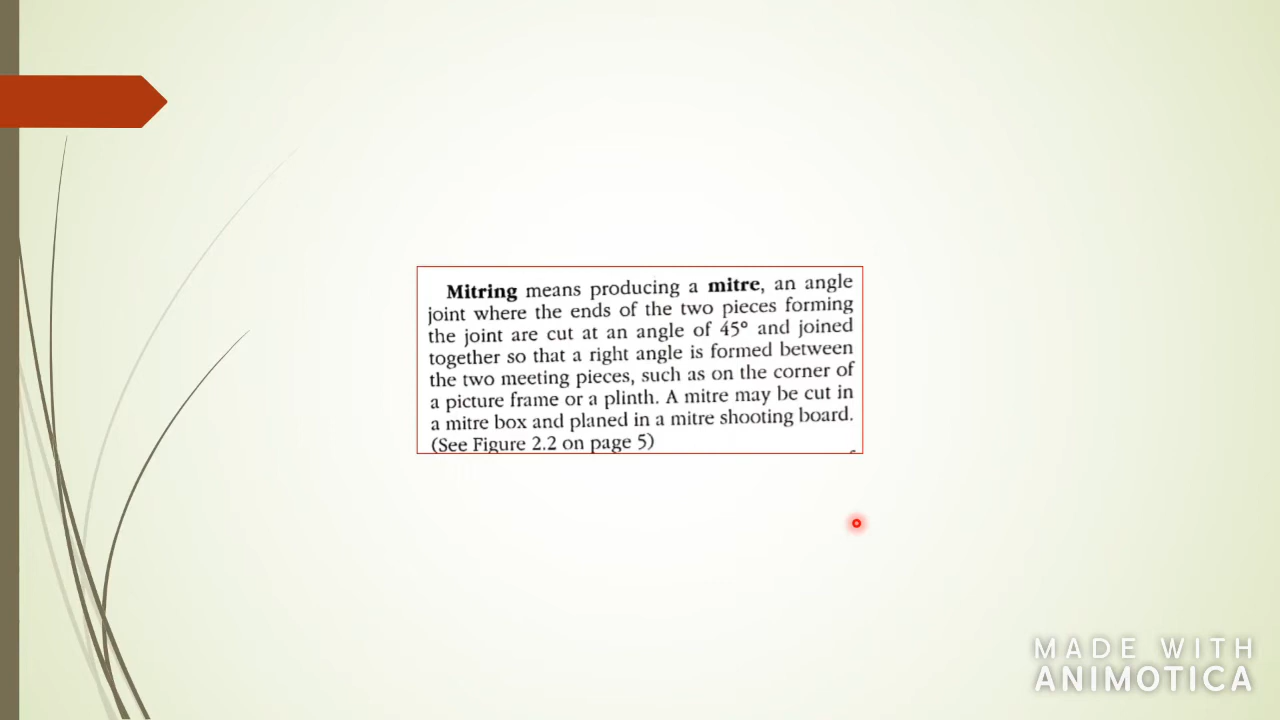 Mitring means producing a mitre, an angle
joint where the ends of the two pieces forming
the joint are cut at an angle of 45° and joined
together so that a right angle is formed between
the two meeting pieces, such as on the corner of
a picture frame or a plinth. A mitre may be cut in
a mitre box and planed in a mitre shooting board.
(See Figure 2.2 on page 5)
MADE WITH
ANIMOTICA